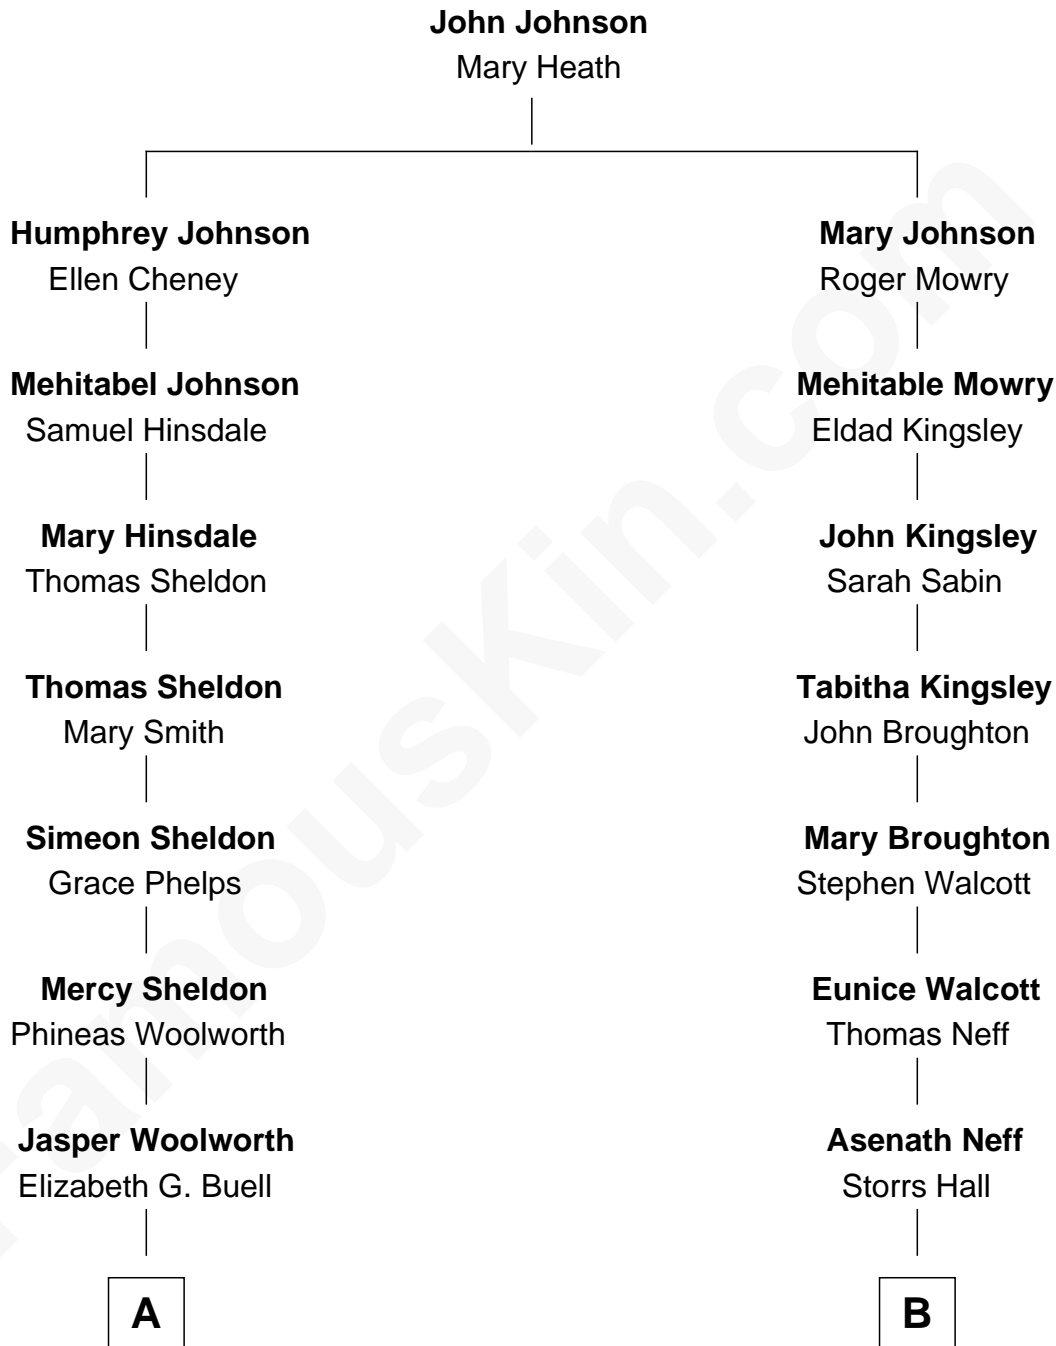 John Johnson
Mary Heath
Humphrey Johnson
Ellen Cheney
Mary Johnson
Roger Mowry
Mehitabel Johnson
Samuel Hinsdale
Mehitable Mowry
Eldad Kingsley
Mary Hinsdale
Thomas Sheldon
John Kingsley
Sarah Sabin
Thomas Sheldon
Mary Smith
Tabitha Kingsley
John Broughton
Simeon Sheldon
Grace Phelps
Mary Broughton
Stephen Walcott
Mercy Sheldon
Phineas Woolworth
Eunice Walcott
Thomas Neff
Jasper Woolworth
Elizabeth G. Buell
Asenath Neff
Storrs Hall
A
B
FamousKin.com